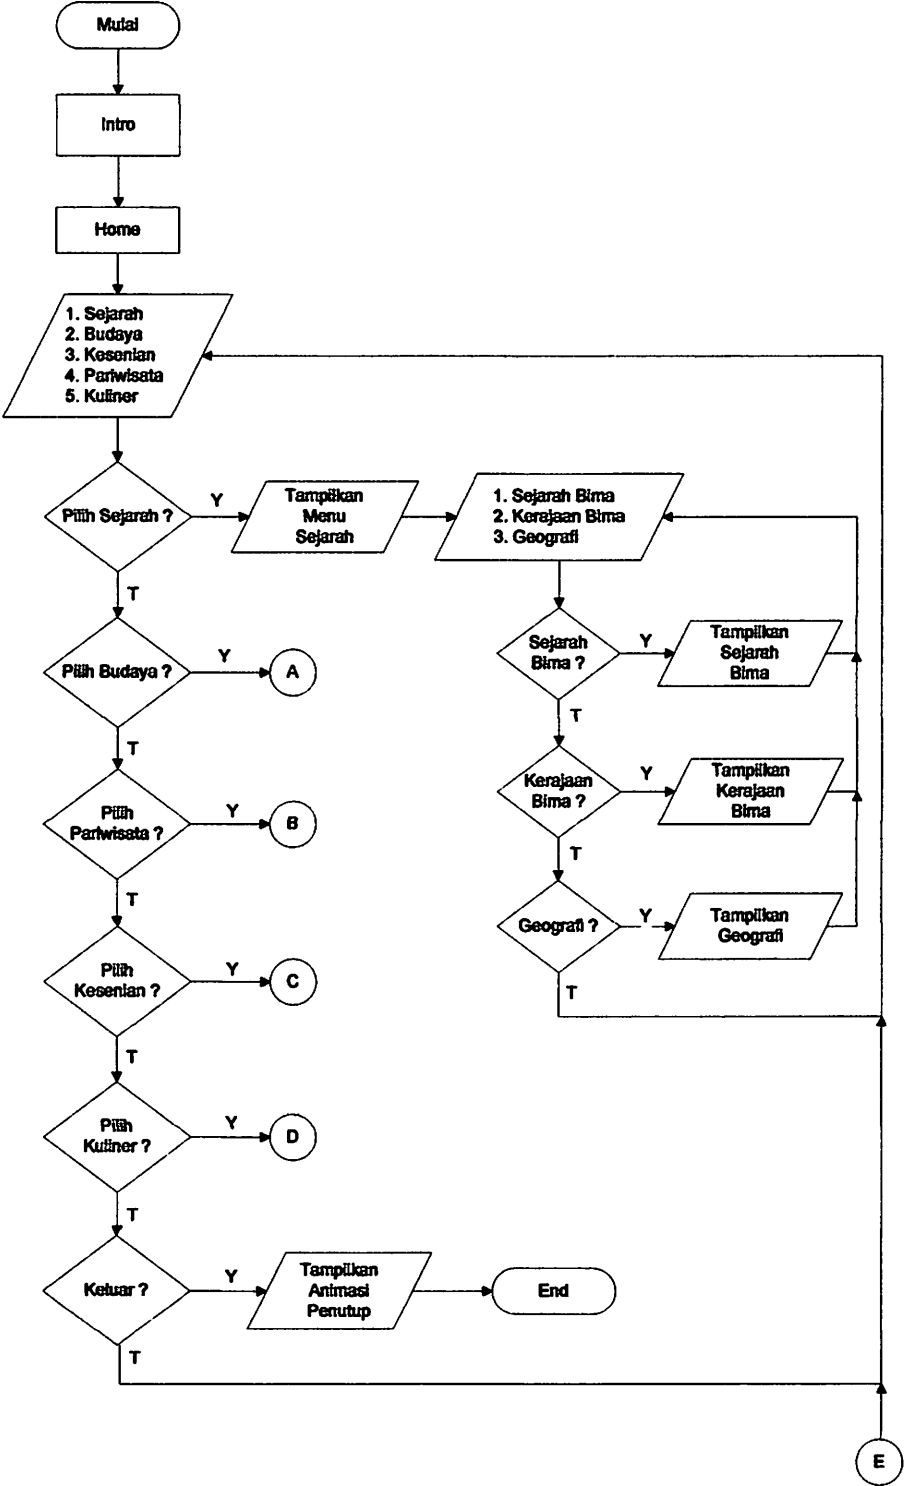 Mulai
Intro
Home
1. Sejarah
2. Budaya
3. Kesenian
4. Pariwisata
5. Kuliner
Pilih Sejarah ?
Y
Tampilkan
Menu
Sejarah
1. Sejarah Bima
2. Kerajaan Bima
3. Geografi
T
Sejarah
Bima ?
Y
Tampilkan
Sejarah
Bima
T
Kerajaan
Bima ?
Y
Tampilkan
Kerajaan
Bima
T
Geografi ?
Y
Tampilkan
Geografi
T
Pilih Budaya ?
Y
A
T
Pilih
Pariwisata ?
Y
B
T
Pilih
Kesenian ?
Y
C
T
Pilih
Kuliner ?
Y
D
T
Keluar ?
Y
Tampilkan
Animasi
Penutup
End
T
E